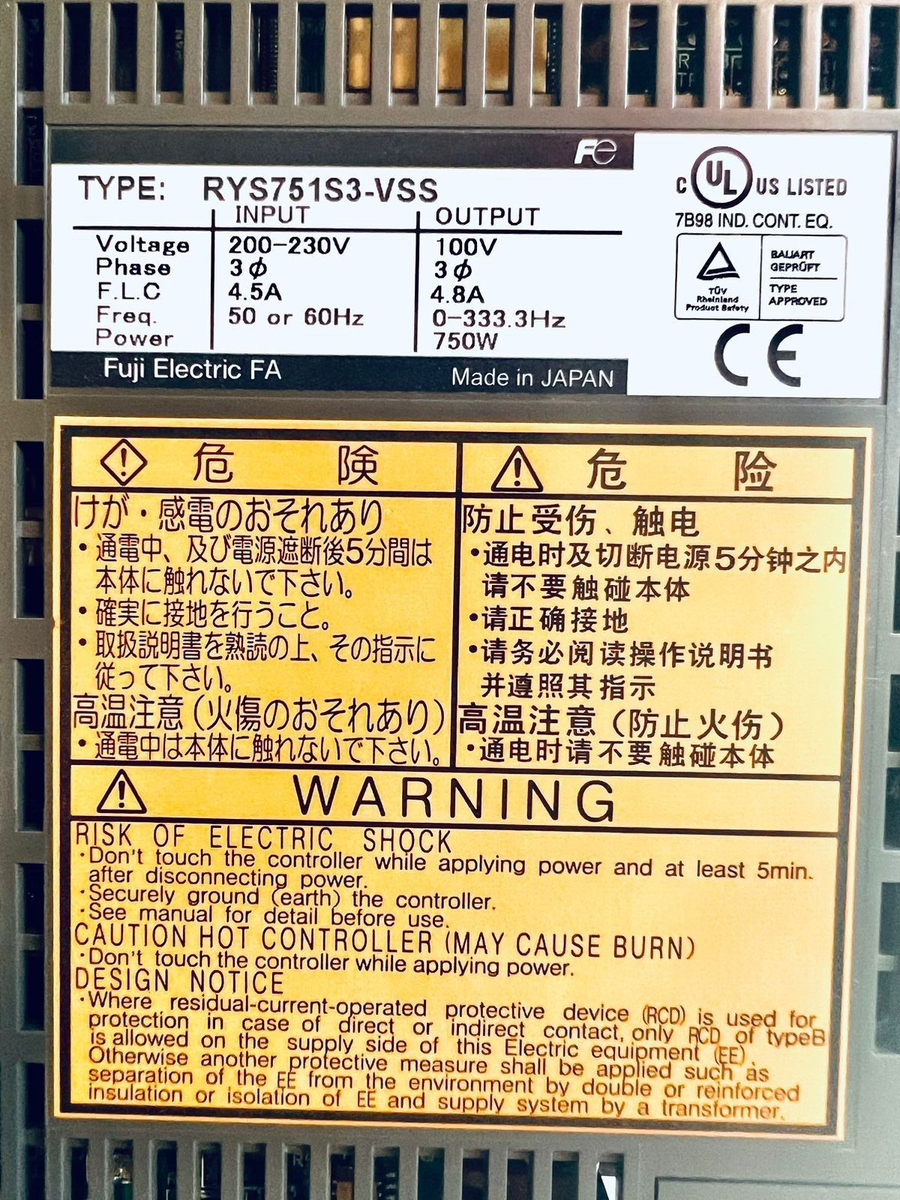 Fe
TYPE: RYS751S3-VSS
INPUT OUTPUT
Voltage 200-230V 100V
Phase 3ϕ 3ϕ
F.L.C 4.5A 4.8A
Freq. 50 or 60Hz 0-333.3Hz
Power 750W
Fuji Electric FA Made in JAPAN
C UL US LISTED
7B98 IND. CONT. EQ.
TÜV
Rheinland
Product Safety
BAUART
GEPRÜFT
TYPE
APPROVED
CE
危 険
けが・感電のおそれあり
・通電中、及び電源遮断後5分間は
本体に触れないで下さい。
・確実に接地を行うこと。
・取扱説明書を熟読の上、その指示に
従って下さい。
高温注意(火傷のおそれあり)
・通電中は本体に触れないで下さい。
危 险
防止受伤、触电
•通电时及切断电源5分钟之内
请不要触碰本体
•请正确接地
•请务必阅读操作说明书
并遵照其指示
高温注意(防止火伤)
•通电时请不要触碰本体
WARNING
RISK OF ELECTRIC SHOCK
·Don't touch the controller while applying power and at least 5min.
after disconnecting power.
·Securely ground (earth) the controller.
·See manual for detail before use.
CAUTION HOT CONTROLLER (MAY CAUSE BURN)
·Don't touch the controller while applying power.
DESIGN NOTICE
·Where residual-current-operated protective device (RCD) is used for
protection in case of direct or indirect contact, only RCD of typeB
is allowed on the supply side of this Electric equipment (EE).
Otherwise another protective measure shall be applied such as
separation of the EE from the environment by double or reinforced
insulation or isolation of EE and supply system by a transformer.